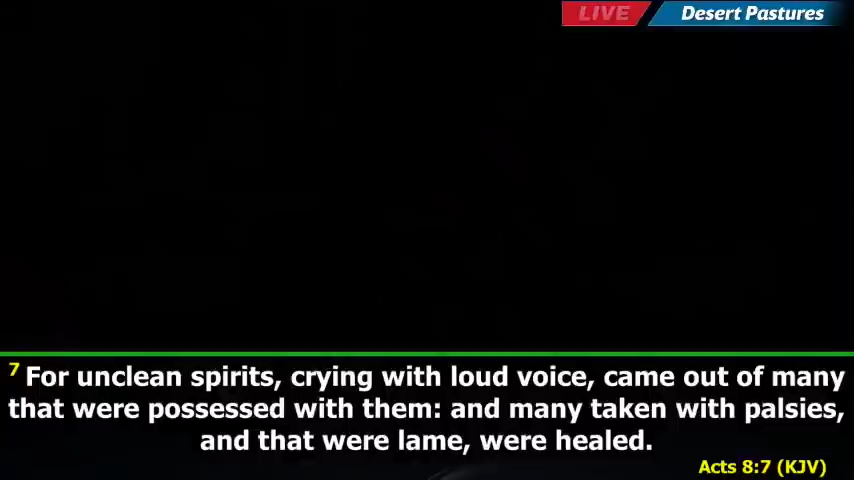 LIVE Desert Pastures
7 For unclean spirits, crying with loud voice, came out of many
that were possessed with them: and many taken with palsies,
and that were lame, were healed.
Acts 8:7 (KJV)